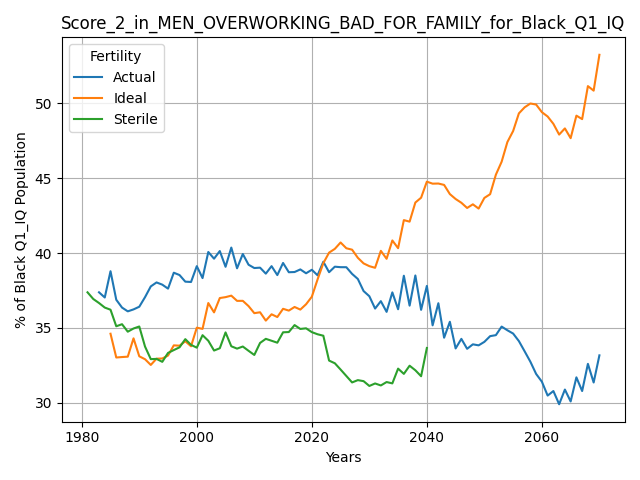 Score_2_in_MEN_OVERWORKING_BAD_FOR_FAMILY_for_Black_Q1_IQ
Fertility
Actual
Ideal
Sterile
% of Black Q1_IQ Population
50
45
40
35
30
1980
2000
2020
2040
2060
Years